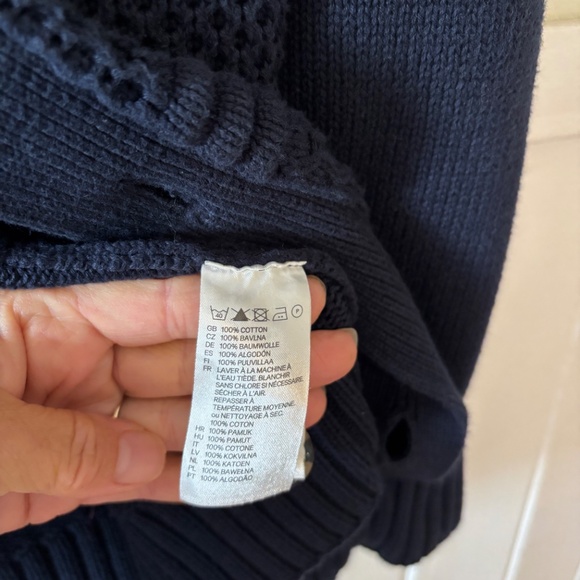 40 P
GB 100% COTTON
CZ 100% BAVLNA
DE 100% BAUMWOLLE
ES 100% ALGODÓN
FI 100% PUUVILLAA
FR LAVER À LA MACHINE À
L'EAU TIÈDE. BLANCHIR
SANS CHLORE SI NÉCESSAIRE.
SÉCHER À L'AIR.
REPASSER À
TEMPÉRATURE MOYENNE,
ou NETTOYAGE À SEC.
100% COTON
HR 100% PAMUK
HU 100% PAMUT
IT 100% COTONE
LV 100% KOKVILNA
NL 100% KATOEN
PL 100% BAWEŁNA
PT 100% ALGODÃO